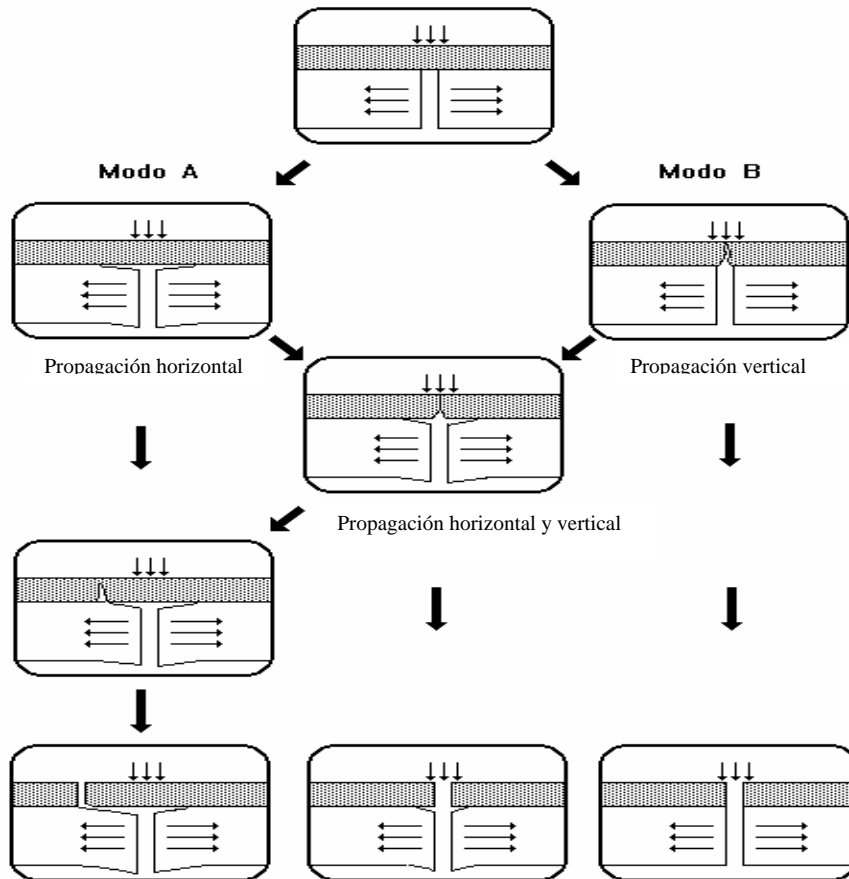 Modo A
Modo B
Propagación horizontal
Propagación vertical
Propagación horizontal y vertical